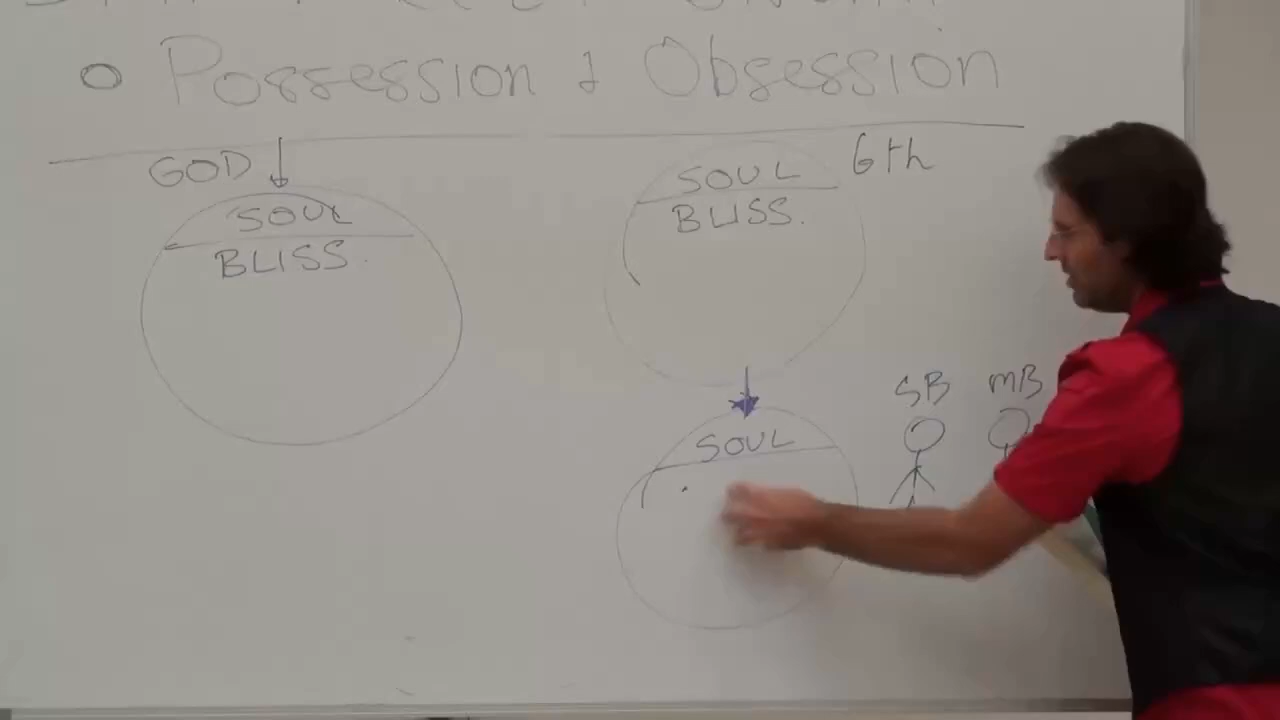 Possession & Obsession
GOD
SOUL
BLISS.
SOUL
BLISS.
6th
SOUL
SB
MB